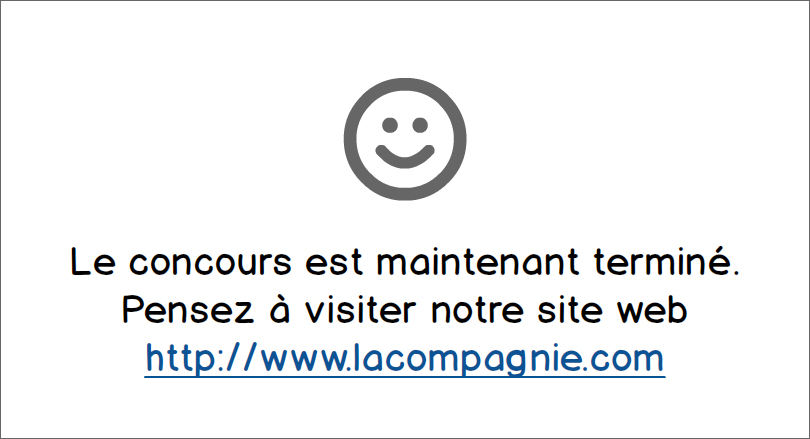 Le concours est maintenant terminé.
Pensez à visiter notre site web
http://www.lacompagnie.com